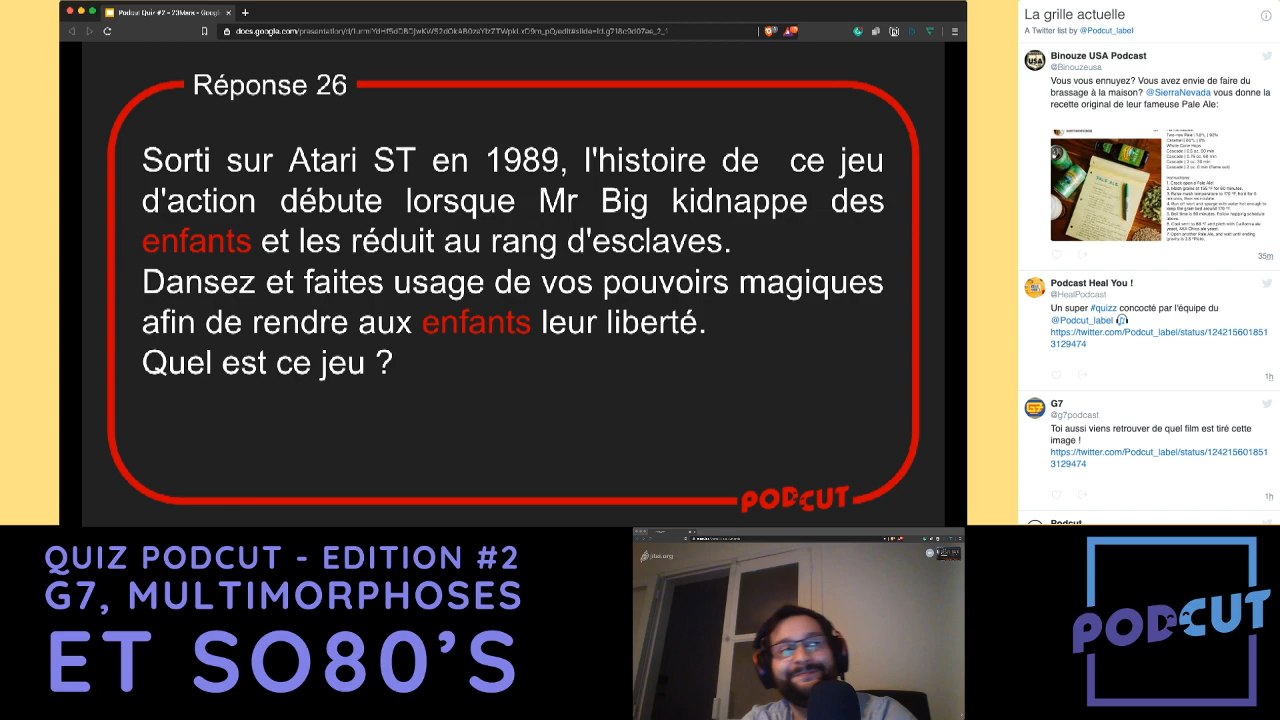 Podcast Quiz #2 - 23Mars - Google
Réponse 26
Sorti sur Atari ST en 1989, l'histoire de ce jeu
d'action débute lorsque Mr Big kidnappe des
enfants et les réduit au rang d'esclaves.
Dansez et faites usage de vos pouvoirs magiques
afin de rendre aux enfants leur liberté.
Quel est ce jeu ?
PODCUT
La grille actuelle
A Twitter list by @Podcut_label
Binouze USA Podcast
@Binouzeusa
Vous vous ennuyez? Vous avez envie de faire du
brassage à la maison? @SierraNevada vous donne la
recette original de leur fameuse Pale Ale:
PALE ALE
35m
Podcast Heal You !
@HealPodcast
Un super #quizz concocté par l'équipe du
@Podcut_label
https://twitter.com/Podcut_label/status/124215601851
3129474
1h
G7
@g7podcast
Toi aussi viens retrouver de quel film est tiré cette
image !
https://twitter.com/Podcut_label/status/124215601851
3129474
1h
Podcut
QUIZ PODCUT - EDITION #2
G7, MULTIMORPHOSES
ET SO80'S
jitsi.org
PODCUT